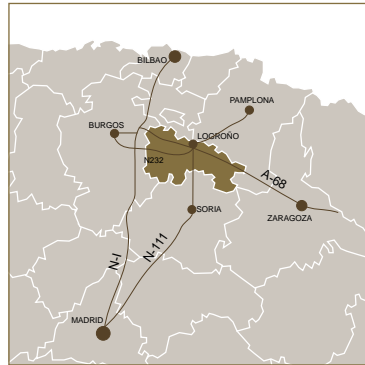 BILBAO
PAMPLONA
BURGOS
LOGROÑO
N232
A-68
SORIA
ZARAGOZA
N-111
N-I
MADRID